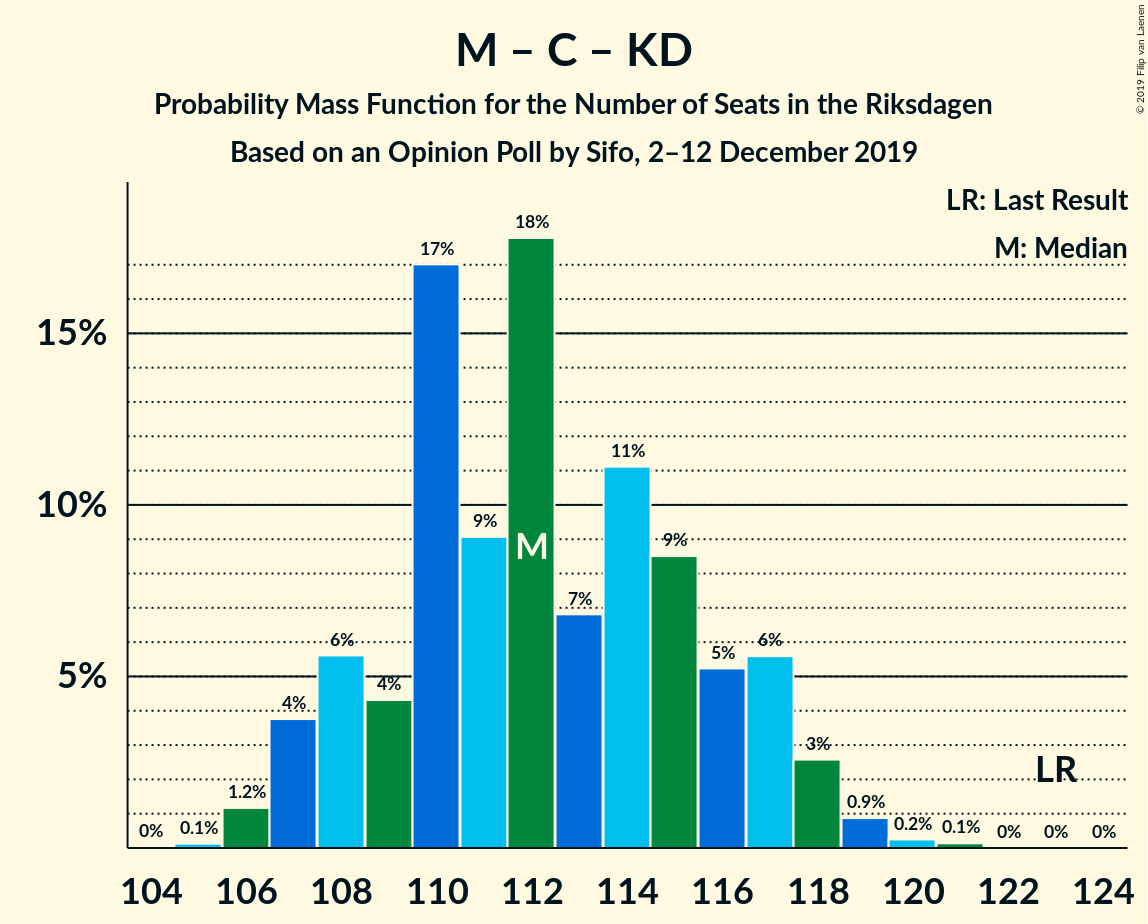 M – C – KD
Probability Mass Function for the Number of Seats in the Riksdagen
Based on an Opinion Poll by Sifo, 2–12 December 2019
© 2019 Filip van Laenen
LR: Last Result
M: Median
15%
10%
5%
0%
0.1%
1.2%
4%
6%
4%
17%
9%
18%
7%
11%
9%
5%
6%
3%
0.9%
0.2%
0.1%
0%
0%
0%
M
LR
104 106 108 110 112 114 116 118 120 122 124